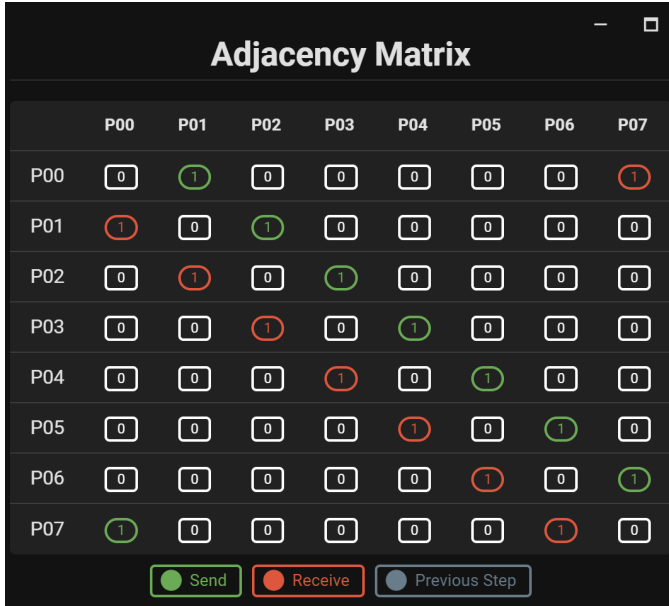 Adjacency Matrix
P00 P01 P02 P03 P04 P05 P06 P07
P00 0 1 0 0 0 0 0 1
P01 1 0 1 0 0 0 0 0
P02 0 1 0 1 0 0 0 0
P03 0 0 1 0 1 0 0 0
P04 0 0 0 1 0 1 0 0
P05 0 0 0 0 1 0 1 0
P06 0 0 0 0 0 1 0 1
P07 1 0 0 0 0 0 1 0
Send Receive Previous Step